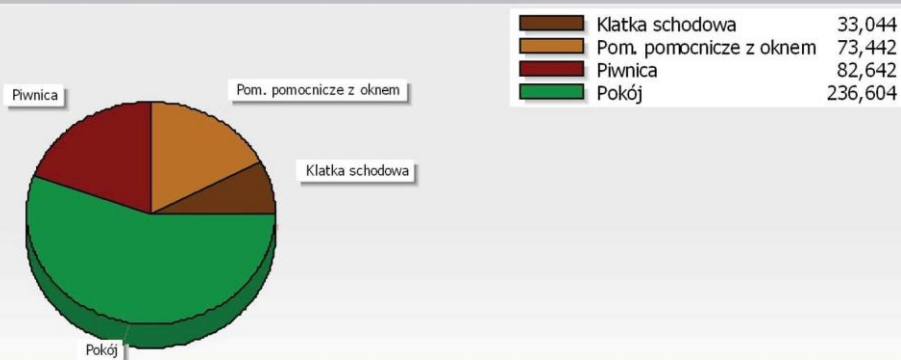 Klatka schodowa 33,044
Pom. pomocnicze z oknem 73,442
Piwnica 82,642
Pokój 236,604
Piwnica
Pom. pomocnicze z oknem
Klatka schodowa
Pokój